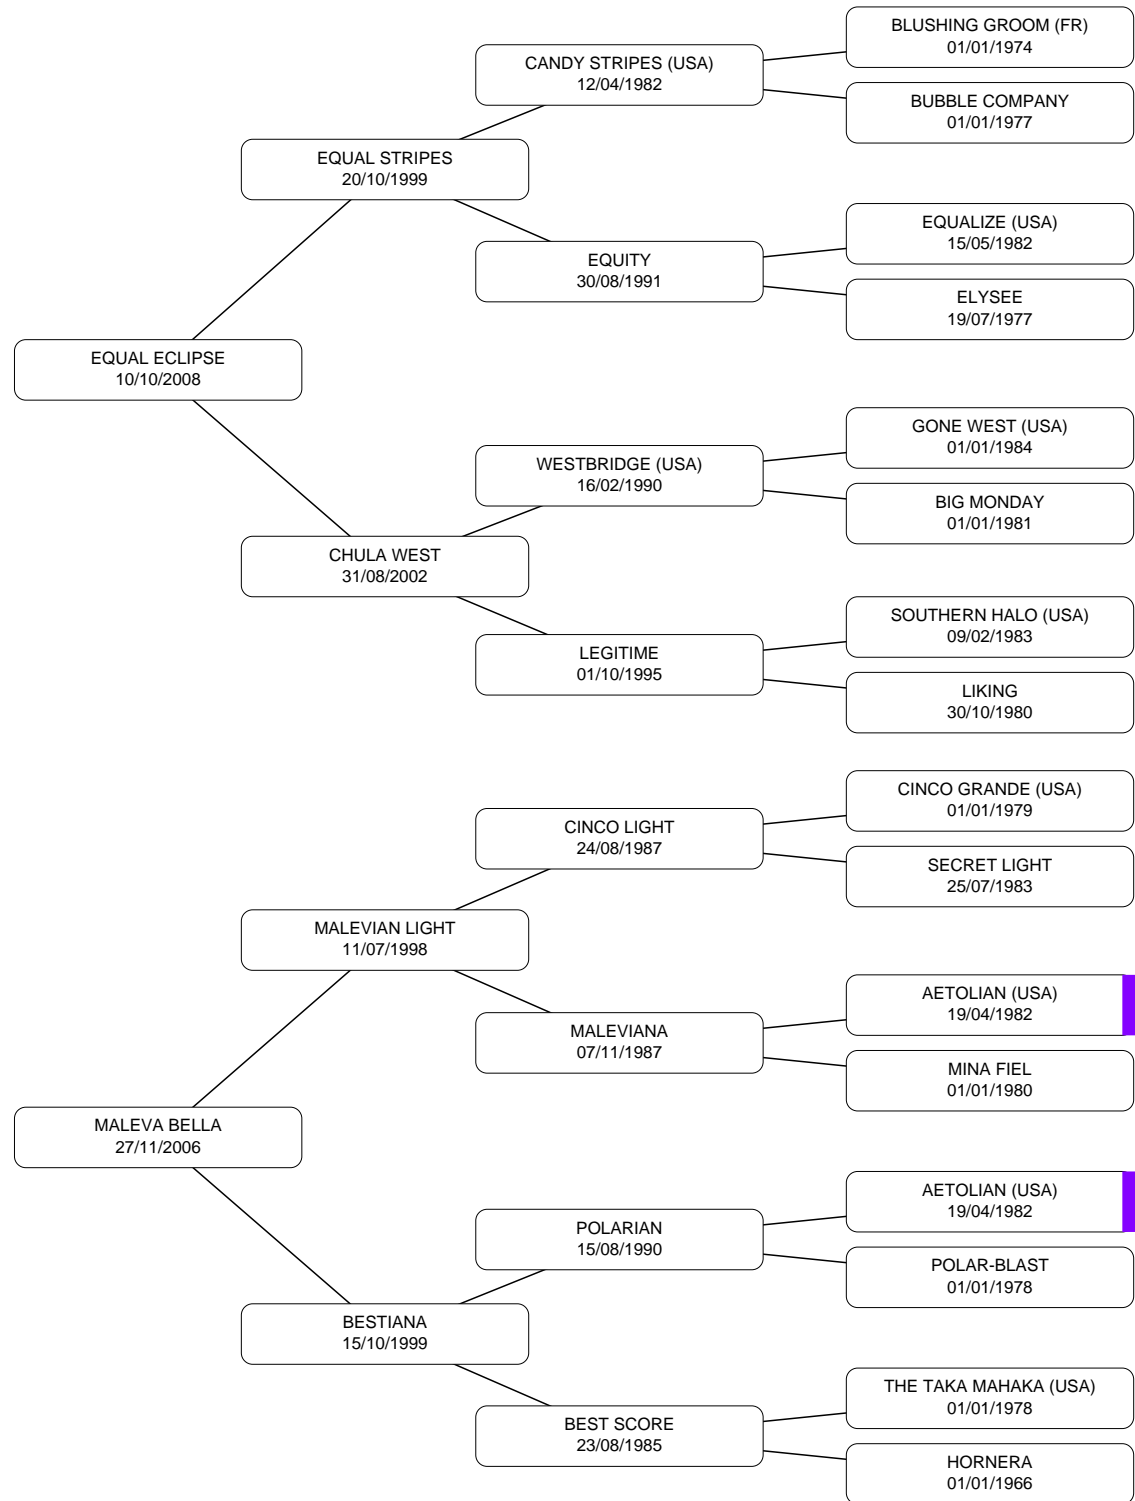 BLUSHING GROOM (FR)
01/01/1974
CANDY STRIPES (USA)
12/04/1982
BUBBLE COMPANY
01/01/1977
EQUAL STRIPES
20/10/1999
EQUALIZE (USA)
15/05/1982
EQUITY
30/08/1991
ELYSEE
19/07/1977
EQUAL ECLIPSE
10/10/2008
GONE WEST (USA)
01/01/1984
WESTBRIDGE (USA)
16/02/1990
BIG MONDAY
01/01/1981
CHULA WEST
31/08/2002
SOUTHERN HALO (USA)
09/02/1983
LEGITIME
01/10/1995
LIKING
30/10/1980
CINCO GRANDE (USA)
01/01/1979
CINCO LIGHT
24/08/1987
SECRET LIGHT
25/07/1983
MALEVIAN LIGHT
11/07/1998
AETOLIAN (USA)
19/04/1982
MALEVIANA
07/11/1987
MINA FIEL
01/01/1980
MALEVA BELLA
27/11/2006
AETOLIAN (USA)
19/04/1982
POLARIAN
15/08/1990
POLAR-BLAST
01/01/1978
BESTIANA
15/10/1999
THE TAKA MAHAKA (USA)
01/01/1978
BEST SCORE
23/08/1985
HORNERA
01/01/1966